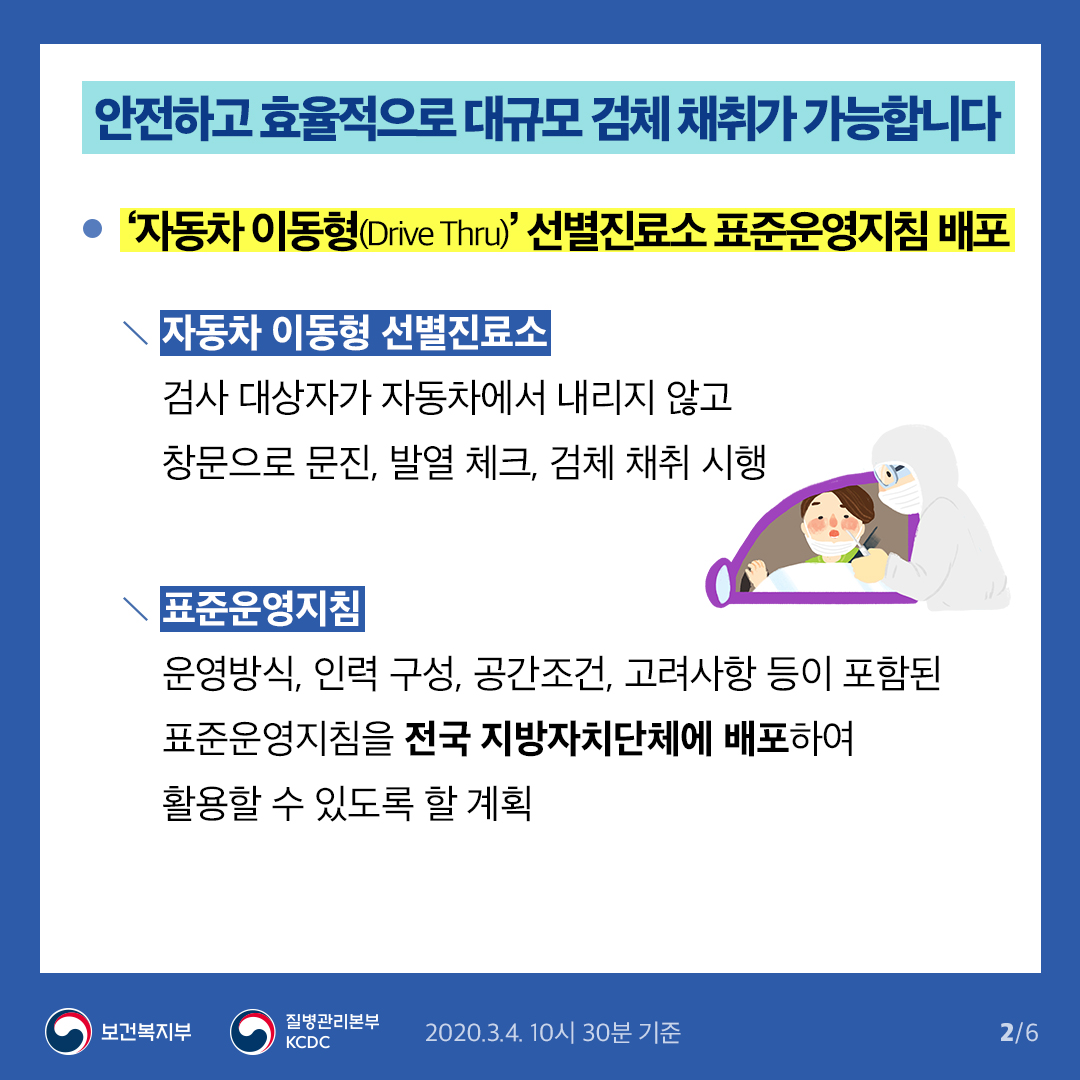 안전하고 효율적으로 대규모 검체 채취가 가능합니다
‘자동차 이동형(Drive Thru)’ 선별진료소 표준운영지침 배포
자동차 이동형 선별진료소
검사 대상자가 자동차에서 내리지 않고
창문으로 문진, 발열 체크, 검체 채취 시행
표준운영지침
운영방식, 인력 구성, 공간조건, 고려사항 등이 포함된
표준운영지침을 전국 지방자치단체에 배포하여
활용할 수 있도록 할 계획
보건복지부
질병관리본부
KCDC
2020.3.4. 10시 30분 기준
2/6